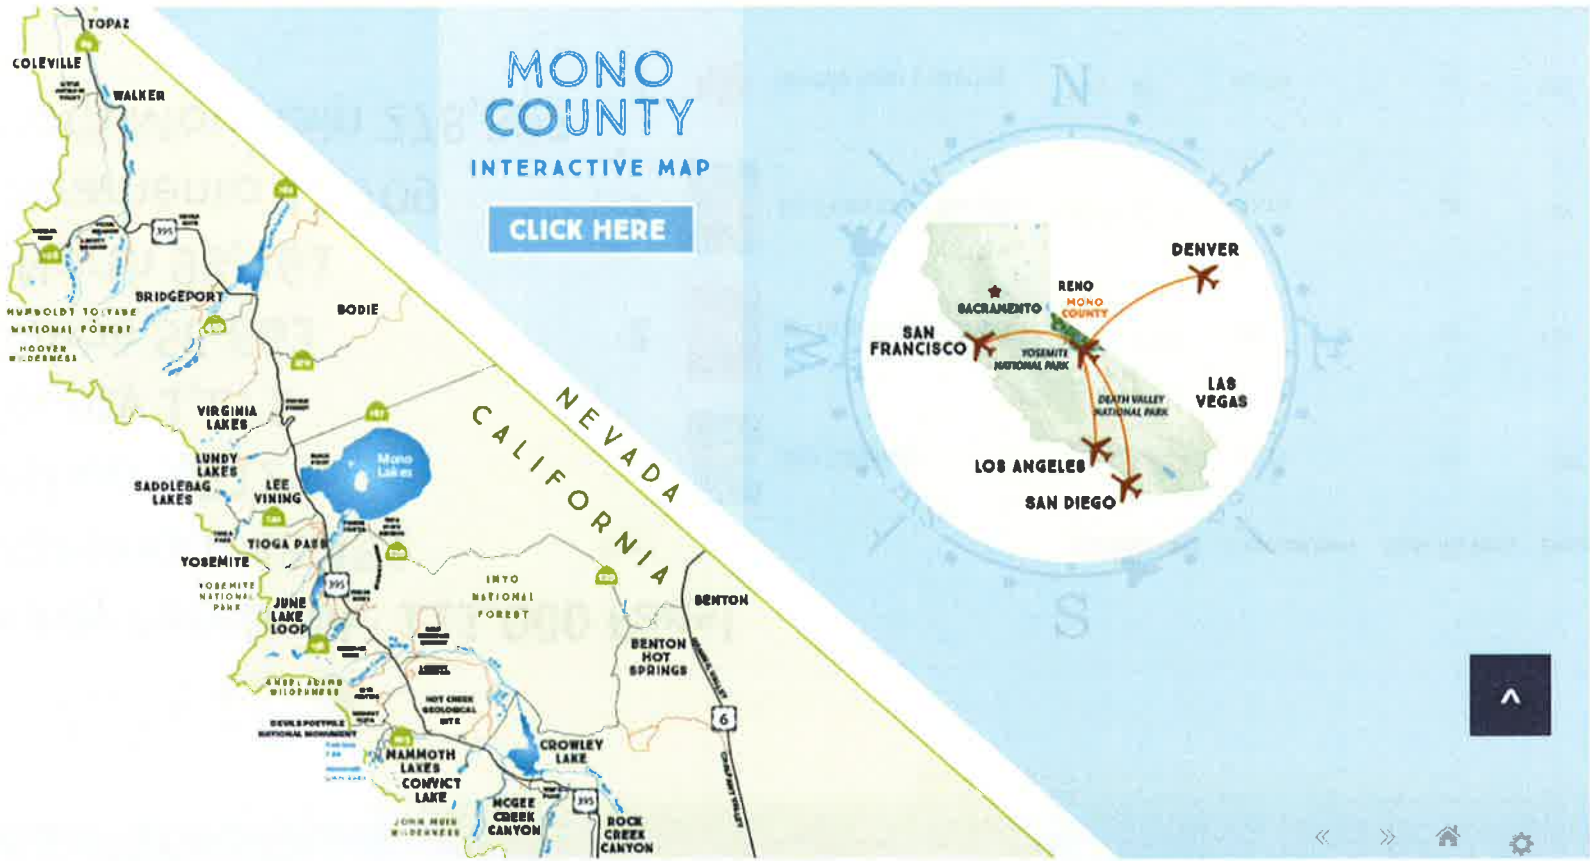 TOPAZ
COLEVILLE
WALKER
MONO
COUNTY
INTERACTIVE MAP
CLICK HERE
395
BRIDGEPORT
BODIE
NATIONAL FOREST
HOOVER
WILDERNESS
VIRGINIA
LAKES
LUNDY
LAKES
SADDLEBAG
LAKES
LEE
VINING
Mono
Lakes
NEVADA
CALIFORNIA
TIOGA PASS
YOSEMITE
YOSEMITE
NATIONAL
PARK
395
JUNE
LAKE
LOOP
INYO
NATIONAL
FOREST
120
BENTON
BENTON
HOT
SPRINGS
6
ANSEL ADAMS
WILDERNESS
HOT CREEK
GEOLOGICAL
SITE
DEVILS POSTPILE
NATIONAL MONUMENT
MAMMOTH
LAKES
CONVICT
LAKE
CROWLEY
LAKE
JOHN MUIR
WILDERNESS
MCGEE
CREEK
CANYON
395
ROCK
CREEK
CANYON
N
W
E
S
DENVER
RENO
MONO
COUNTY
SACRAMENTO
SAN
FRANCISCO
YOSEMITE
NATIONAL PARK
LAS
VEGAS
DEATH VALLEY
NATIONAL PARK
LOS ANGELES
SAN DIEGO